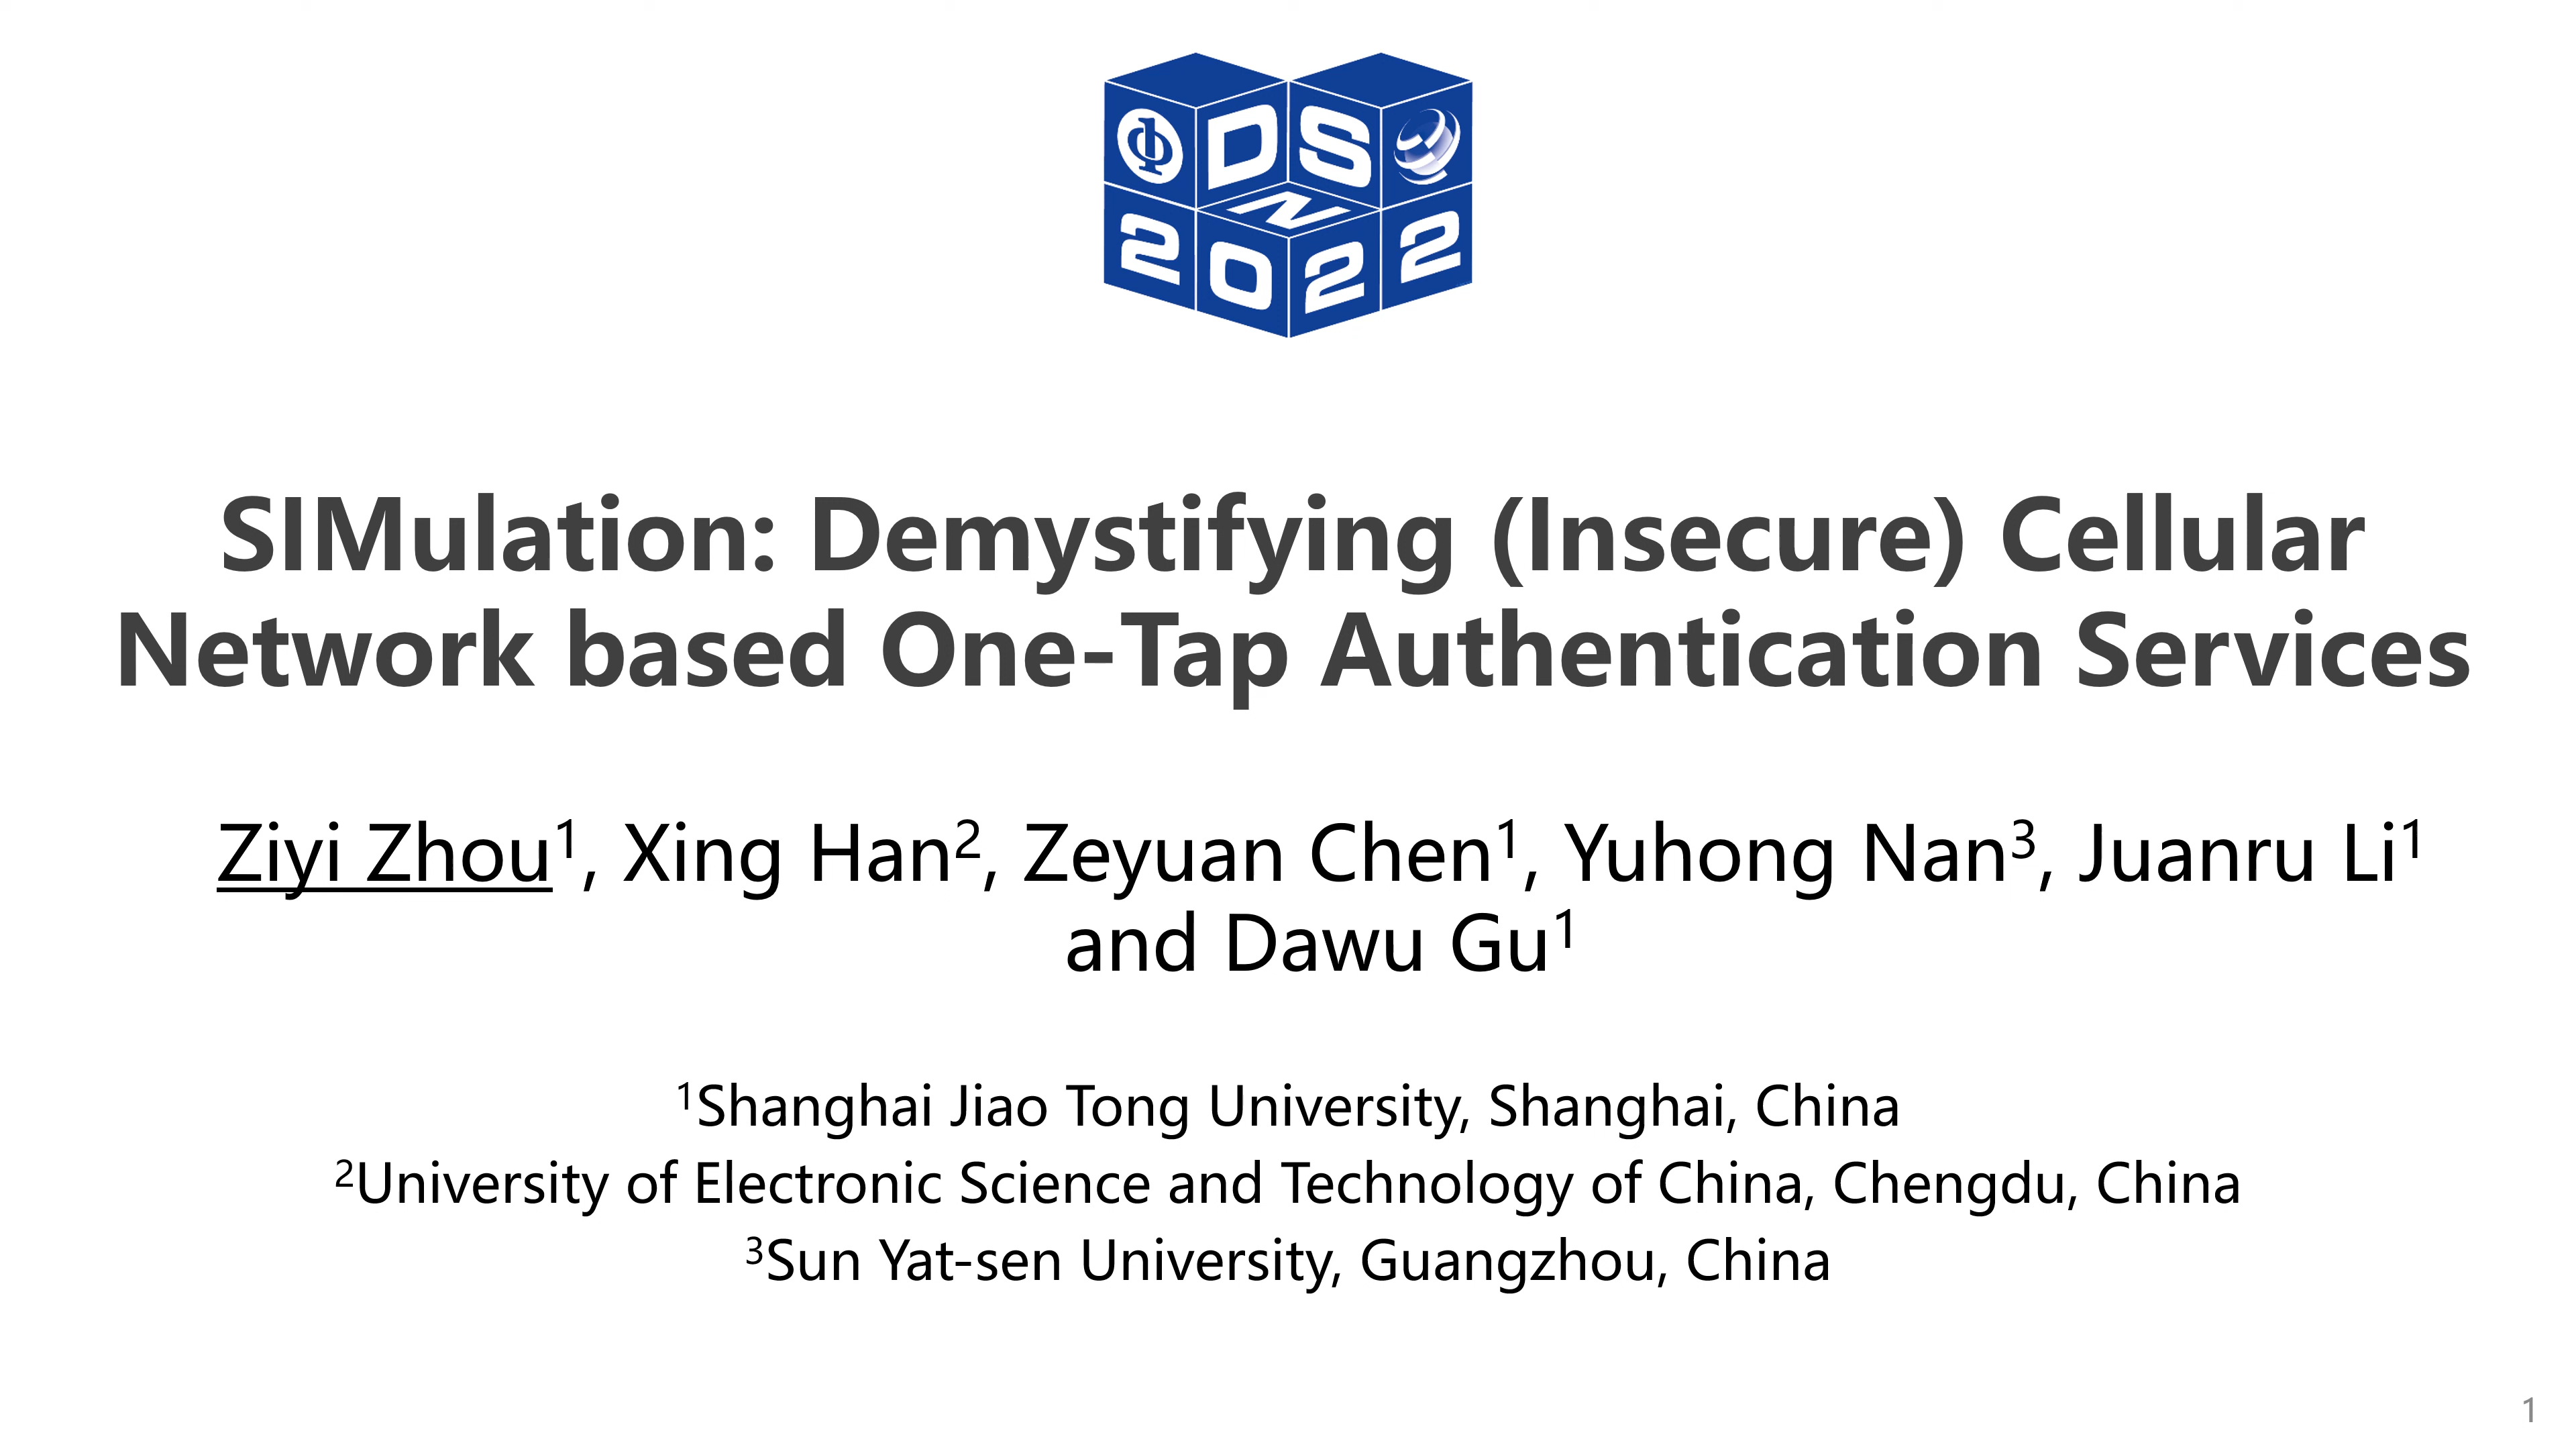 DS
N
2022
SIMulation: Demystifying (Insecure) Cellular
Network based One-Tap Authentication Services
Ziyi Zhou¹, Xing Han², Zeyuan Chen¹, Yuhong Nan³, Juanru Li¹
and Dawu Gu¹
¹Shanghai Jiao Tong University, Shanghai, China
²University of Electronic Science and Technology of China, Chengdu, China
³Sun Yat-sen University, Guangzhou, China
1